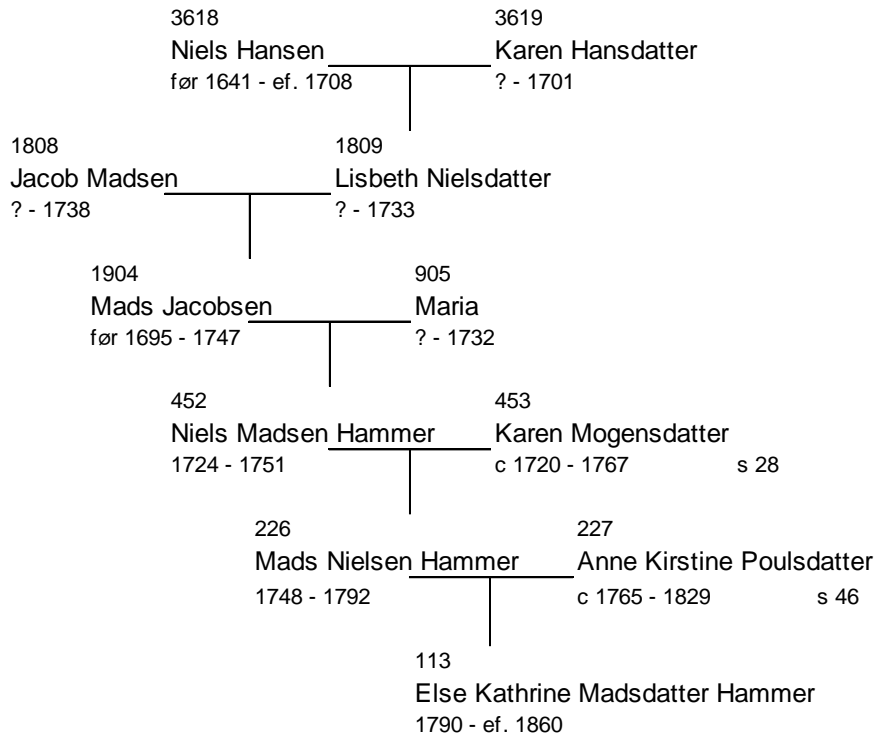 3618 3619
Niels Hansen Karen Hansdatter
før 1641 - ef. 1708 ? - 1701
1808 1809
Jacob Madsen Lisbeth Nielsdatter
? - 1738 ? - 1733
1904 905
Mads Jacobsen Maria
før 1695 - 1747 ? - 1732
452 453
Niels Madsen Hammer Karen Mogensdatter
1724 - 1751 c 1720 - 1767 s 28
226 227
Mads Nielsen Hammer Anne Kirstine Poulsdatter
1748 - 1792 c 1765 - 1829 s 46
113
Else Kathrine Madsdatter Hammer
1790 - ef. 1860